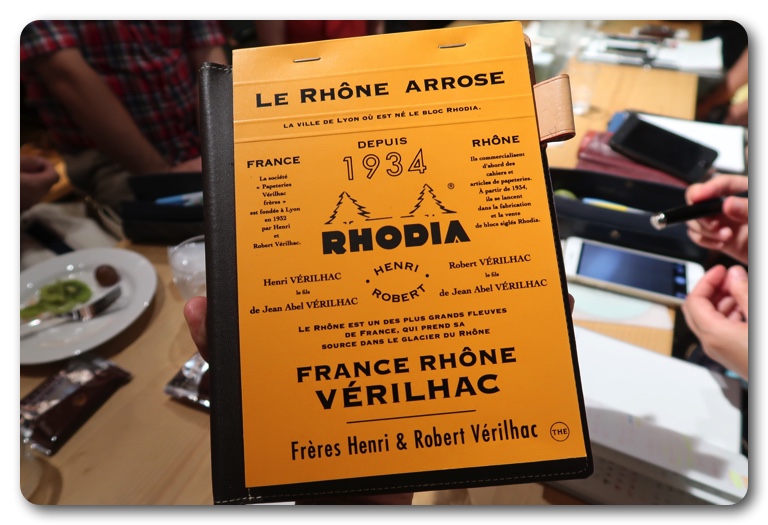 LE RHÔNE ARROSE
LA VILLE DE LYON OÙ EST NÉ LE BLOC RHODIA.
FRANCE
La société
« Papeteries
Vérilhac
frères »
est fondée à Lyon
en 1932
par Henri
et
Robert Vérilhac.
DEPUIS
1934
RHÔNE
Ils commercialisent
d'abord des
cahiers et
articles de papeteries.
À partir de 1934,
ils se lancent
dans la fabrication
et la vente
de blocs siglés Rhodia.
®
RHODIA
Henri VÉRILHAC
le fils
de Jean Abel VÉRILHAC
HENRI
ROBERT
Robert VÉRILHAC
le fils
de Jean Abel VÉRILHAC
LE RHÔNE EST UN DES PLUS GRANDS FLEUVES
DE FRANCE, QUI PREND SA
SOURCE DANS LE GLACIER DU RHÔNE
FRANCE RHÔNE
VÉRILHAC
Frères Henri & Robert Vérilhac
THE